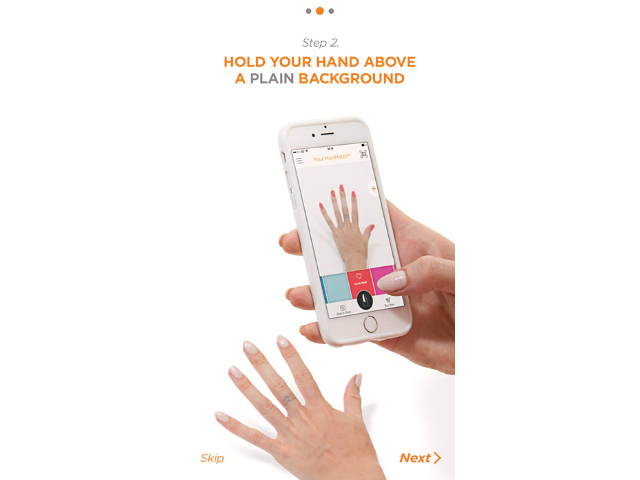 Step 2.
HOLD YOUR HAND ABOVE
A PLAIN BACKGROUND
Your ManiMatch
Skip
Next